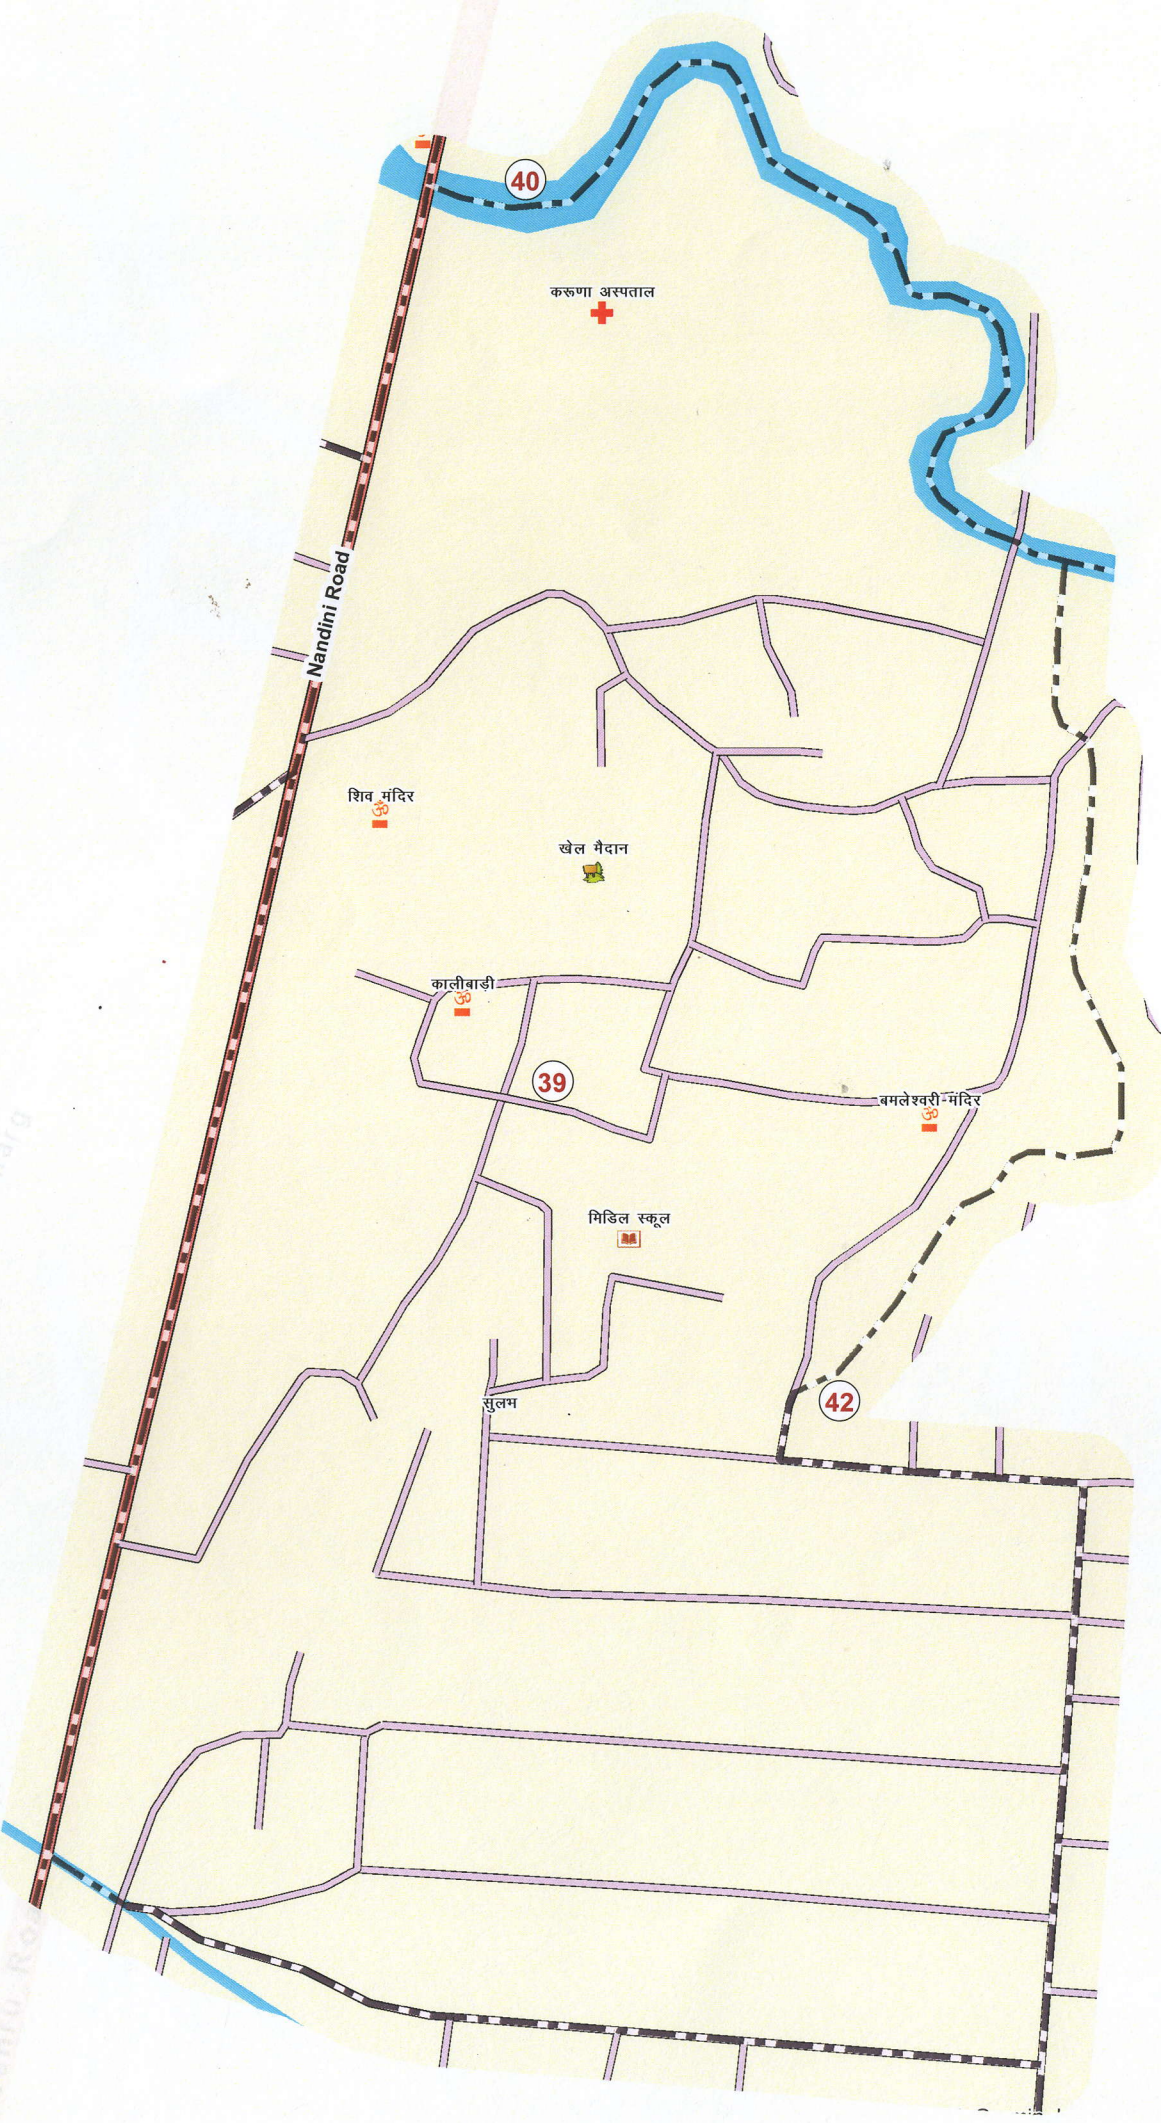 40
करूणा अस्पताल
Nandini Road
शिव मंदिर
खेल मैदान
कालीबाड़ी
39
बमलेश्वरी मंदिर
मिडिल स्कूल
42
सुलभ